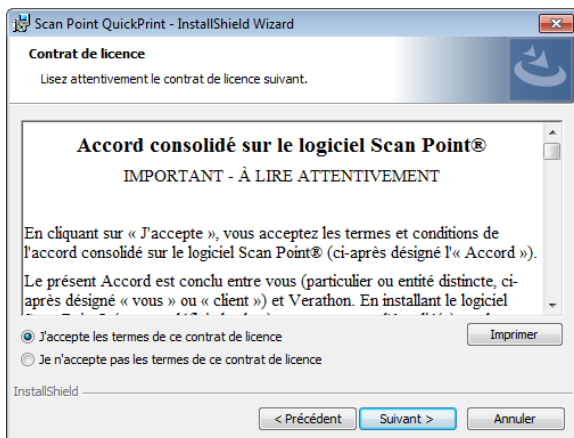 Scan Point QuickPrint - InstallShield Wizard
Contrat de licence
Lisez attentivement le contrat de licence suivant.
Accord consolidé sur le logiciel Scan Point®
IMPORTANT - À LIRE ATTENTIVEMENT
En cliquant sur « J'accepte », vous acceptez les termes et conditions de
l'accord consolidé sur le logiciel Scan Point® (ci-après désigné l'« Accord »).
Le présent Accord est conclu entre vous (particulier ou entité distincte, ci-
après désigné « vous » ou « client ») et Verathon. En installant le logiciel
J'accepte les termes de ce contrat de licence
Imprimer
Je n'accepte pas les termes de ce contrat de licence
InstallShield
< Précédent
Suivant >
Annuler